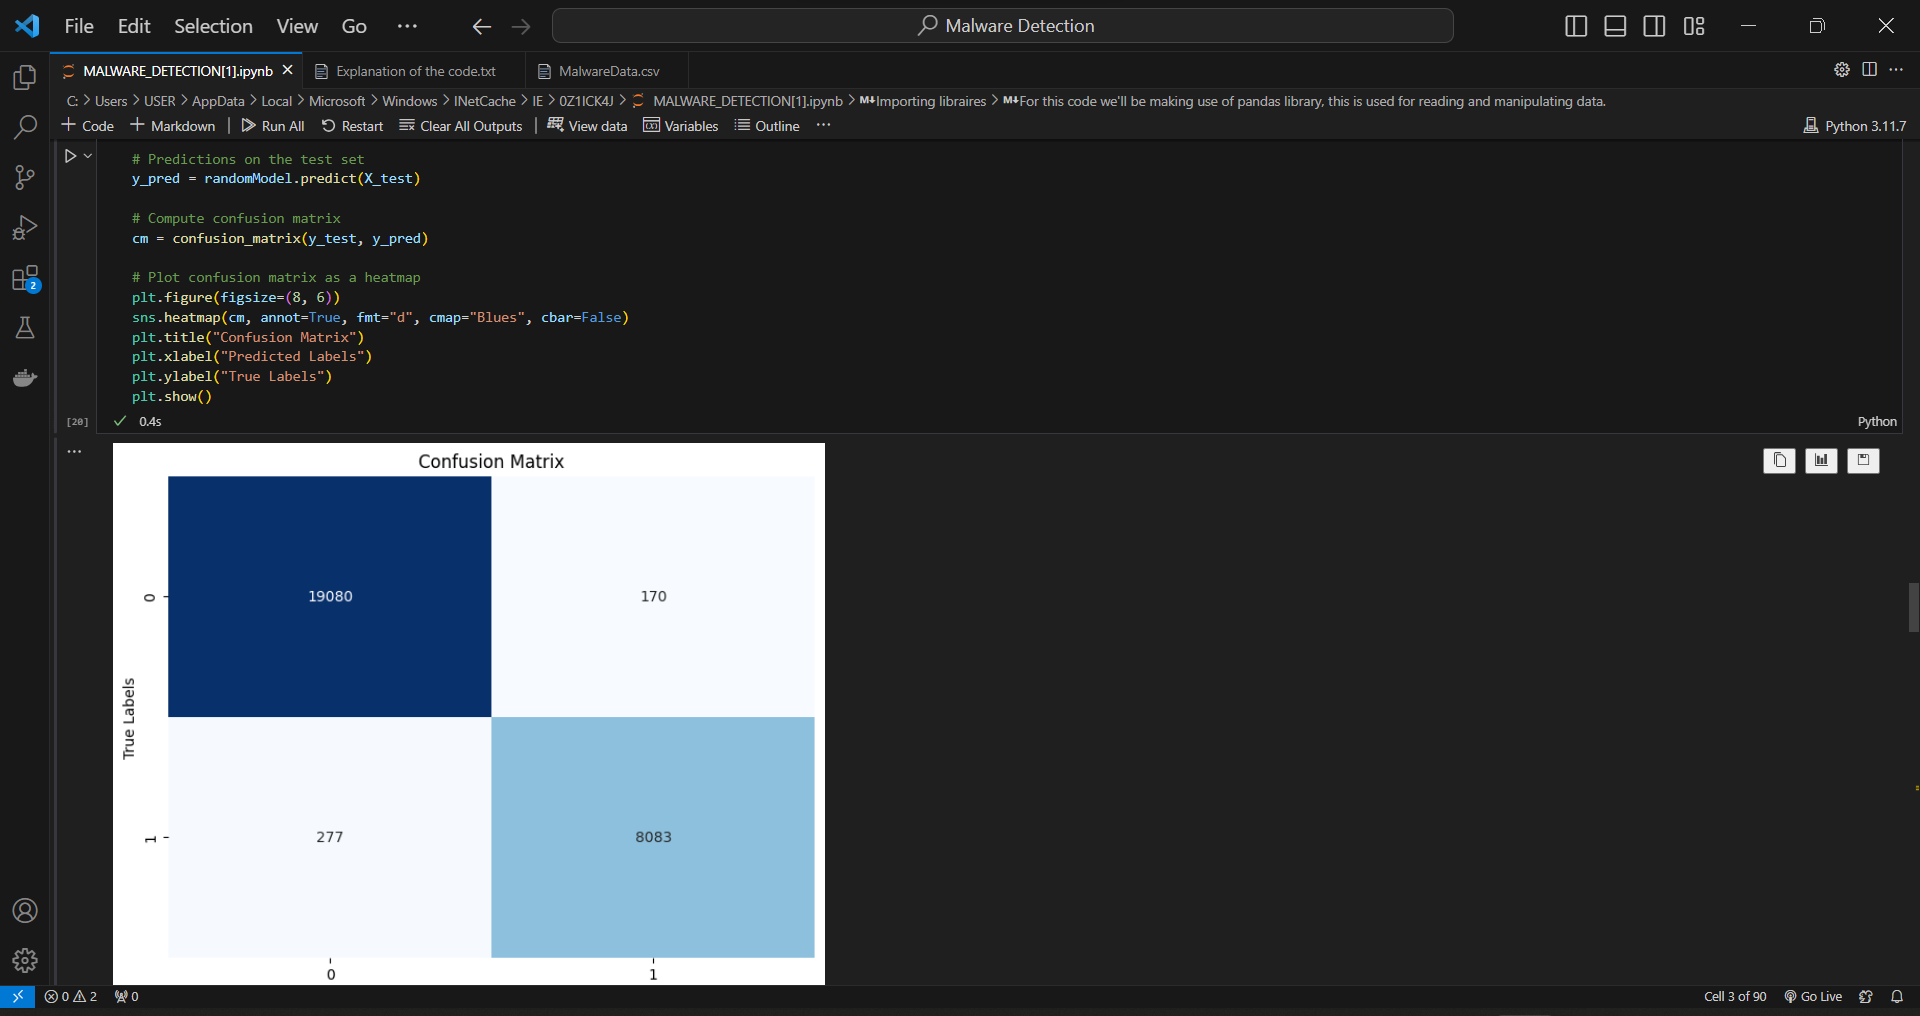 File Edit Selection View Go ··· Malware Detection
MALWARE_DETECTION[1].ipynb Explanation of the code.txt MalwareData.csv
C: > Users > USER > AppData > Local > Microsoft > Windows > INetCache > IE > 0Z1ICK4J > MALWARE_DETECTION[1].ipynb > M↓Importing libraires > M↓For this code we'll be making use of pandas library, this is used for reading and manipulating data.
+ Code + Markdown | Run All Restart Clear All Outputs | View data Variables Outline ··· Python 3.11.7
# Predictions on the test set
y_pred = randomModel.predict(X_test)
# Compute confusion matrix
cm = confusion_matrix(y_test, y_pred)
# Plot confusion matrix as a heatmap
plt.figure(figsize=(8, 6))
sns.heatmap(cm, annot=True, fmt="d", cmap="Blues", cbar=False)
plt.title("Confusion Matrix")
plt.xlabel("Predicted Labels")
plt.ylabel("True Labels")
plt.show()
[20] ✓ 0.4s Python
Confusion Matrix
0 19080 170
True Labels
1 277 8083
0 1
2
0 2 0 Cell 3 of 90 Go Live